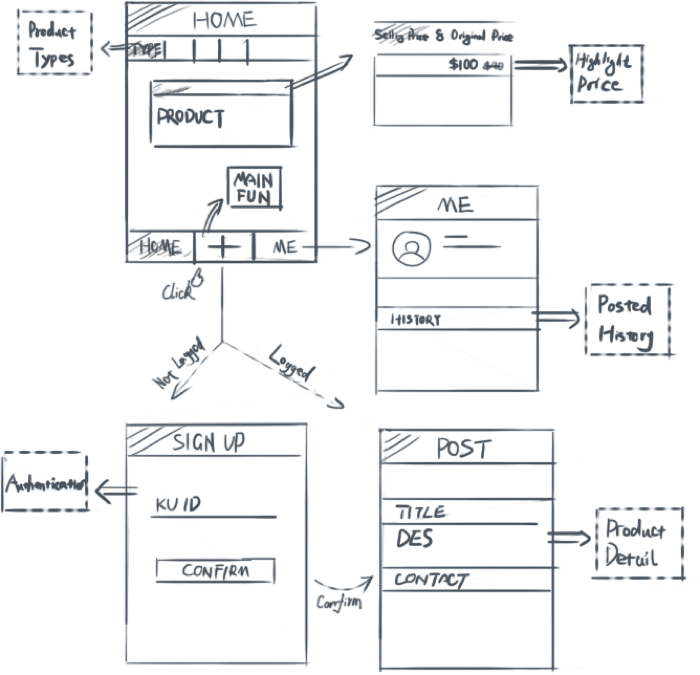 Product
Types
HOME
TYPE
PRODUCT
MAIN
FUN
HOME
+
ME
Click
Selling Price & Original Price
$100
Highlight
Price
ME
HISTORY
Posted
History
Not Logged
Logged
SIGN UP
KU ID
CONFIRM
Authentication
Confirm
POST
TITLE
DES
CONTACT
Product
Detail